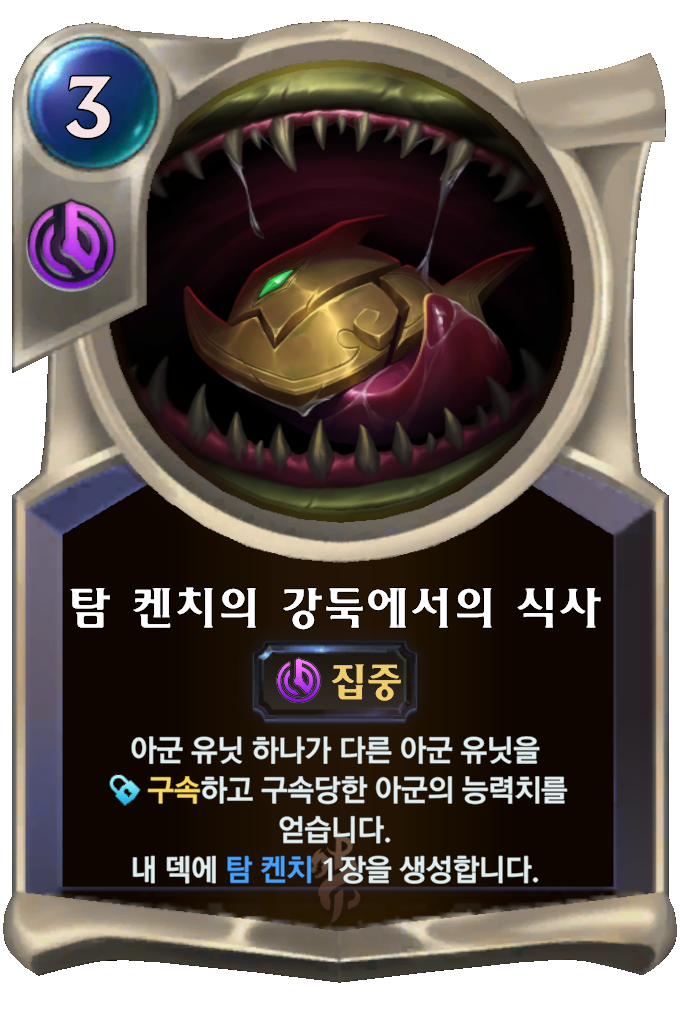 3
탐 켄치의 강둑에서의 식사
집중
아군 유닛 하나가 다른 아군 유닛을
구속하고 구속당한 아군의 능력치를
얻습니다.
내 덱에 탐 켄치 1장을 생성합니다.